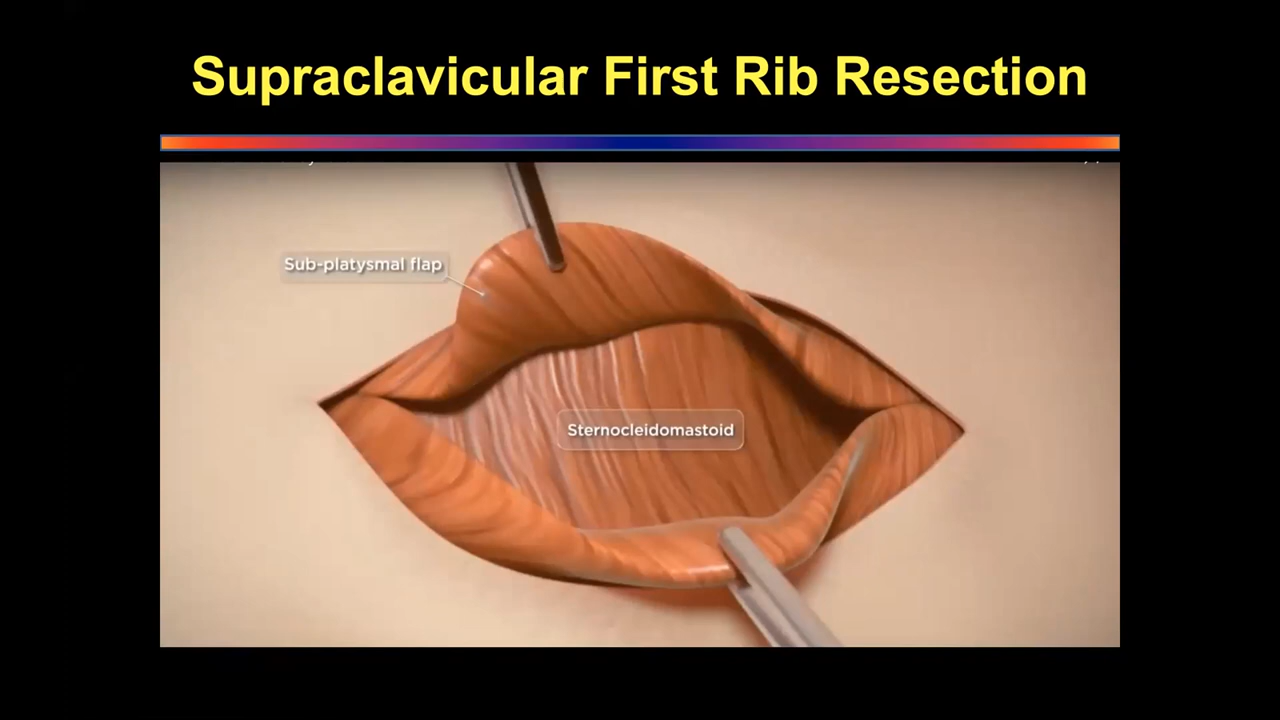 Supraclavicular First Rib Resection
Sub-platysmal flap
Sternocleidomastoid